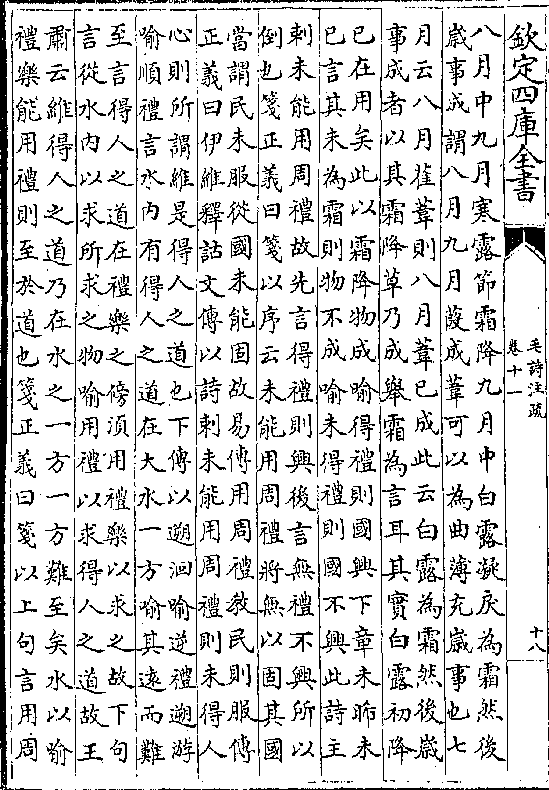 欽定四庫全書
毛詩注疏
卷十一
十八
八月中九月寒露節霜降九月中白露凝戾為霜然後
歲事成謂八月九月葭成葦可以為曲薄充歲事也七
月云八月萑葦則八月葦已成此云白露為霜然後歲
事成者以其霜降草乃成舉霜為言耳其實白露初降
已在用矣此以霜降物成喻得禮則國興下章未晞未
已言其未為霜則物不成喻未得禮則國不興此詩主
刺未能用周禮故先言得禮則興後言無禮不興所以
倒也箋正義曰箋以序云未能用周禮將無以固其國
當謂民未服從國未能固故易傳用周禮教民則服傳
正義曰伊維釋詁文傳以詩刺未能用周禮則未得人
心則所謂維是得人之道也下傳以遡洄喻逆禮遡游
喻順禮言水內有得人之道在大水一方喻其遠而難
至言得人之道在禮樂之傍須用禮樂以求之故下句
言從水內以求所求之物喻用禮以求得人之道故王
肅云維得人之道乃在水之一方一方難至矣水以喻
禮樂能用禮則至於道也箋正義曰箋以上句言用周